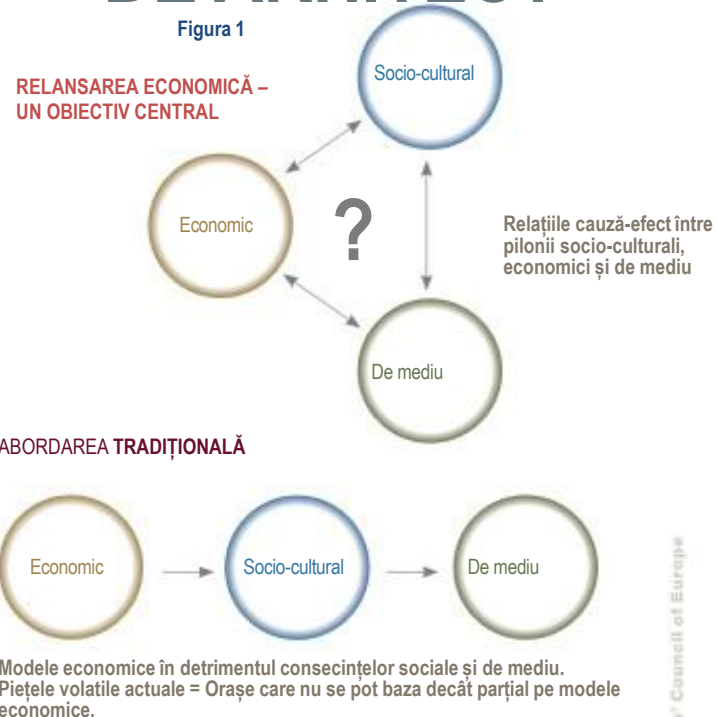 Figura 1
RELANSAREA ECONOMICĂ –
UN OBIECTIV CENTRAL
Socio-cultural
Economic
?
Relațiile cauză-efect între
pilonii socio-culturali,
economici și de mediu
De mediu
ABORDAREA TRADIȚIONALĂ
Economic
Socio-cultural
De mediu
Modele economice în detrimentul consecințelor sociale și de mediu.
Piețele volatile actuale = Orașe care nu se pot baza decât parțial pe modele
economice.
Council of Europe